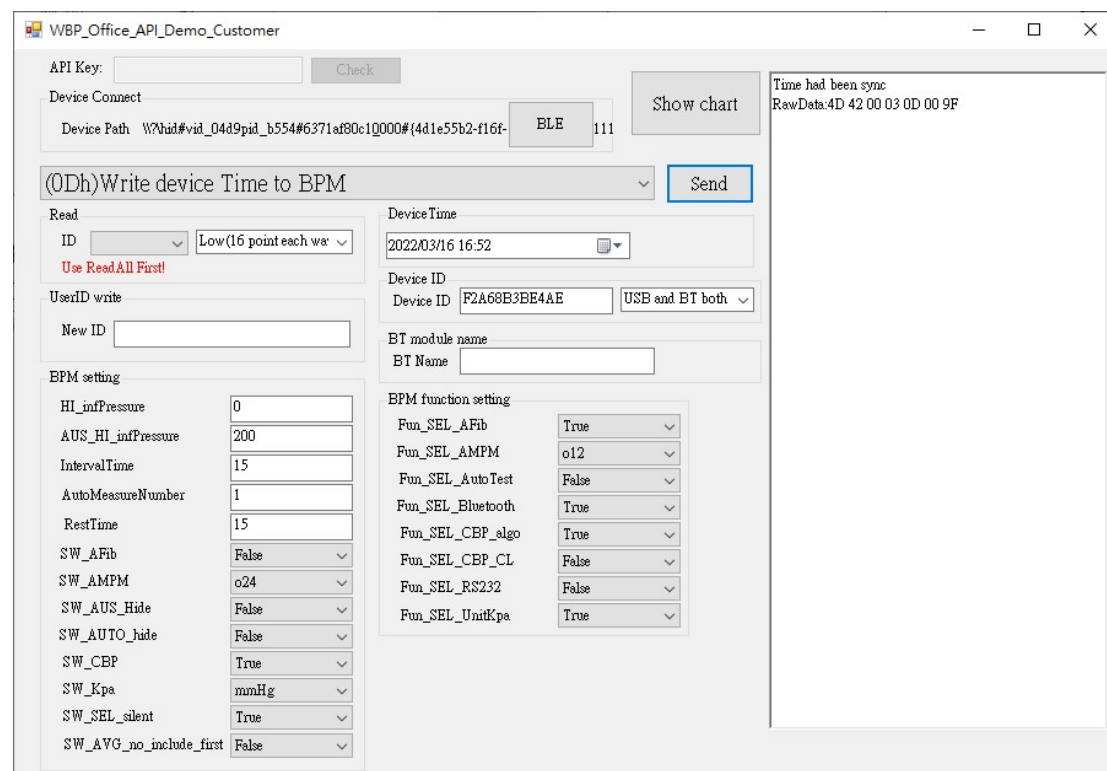 WBP_Office_API_Demo_Customer
API Key:
Check
Device Connect
Device Path \\?\hid#vid_04d9pid_b554#6371af80c10000#{4d1e55b2-f16f-
BLE
111
Show chart
Time had been sync
RawData:4D 42 00 03 0D 00 9F
(0Dh)Write device Time to BPM
Send
Read
ID
Low(16 point each wa
Use ReadAll First!
UserID write
New ID
DeviceTime
2022/03/16 16:52
Device ID
Device ID F2A68B3BE4AE USB and BT both
BT module name
BT Name
BPM setting
HI_infPressure 0
AUS_HI_infPressure 200
IntervalTime 15
AutoMeasureNumber 1
RestTime 15
SW_AFib False
SW_AMPM o24
SW_AUS_Hide False
SW_AUTO_hide False
SW_CBP True
SW_Kpa mmHg
SW_SEL_silent True
SW_AVG_no_include_first False
BPM function setting
Fun_SEL_AFib True
Fun_SEL_AMPM o12
Fun_SEL_AutoTest False
Fun_SEL_Bluetooth True
Fun_SEL_CBP_algo True
Fun_SEL_CBP_CL False
Fun_SEL_RS232 False
Fun_SEL_UnitKpa True